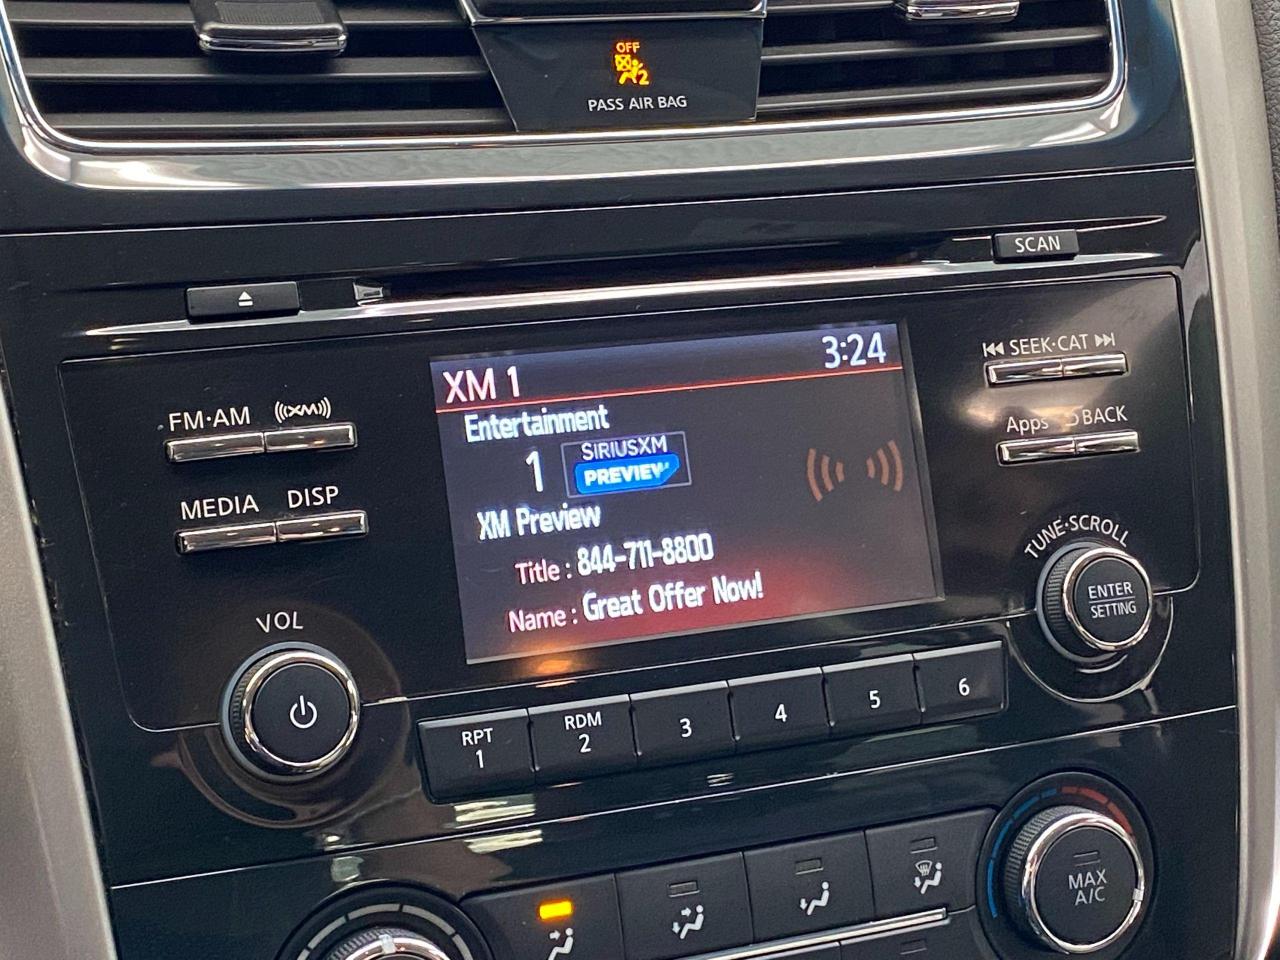 OFF
2
PASS AIR BAG
SCAN
SEEK·CAT
FM·AM
XM
XM 1
3:24
Entertainment
1
SIRIUSXM
PREVIEW
XM Preview
Title : 844-711-8800
Name : Great Offer Now!
Apps
BACK
MEDIA
DISP
TUNE·SCROLL
ENTER
SETTING
VOL
RPT
1
RDM
2
3
4
5
6
MAX
A/C